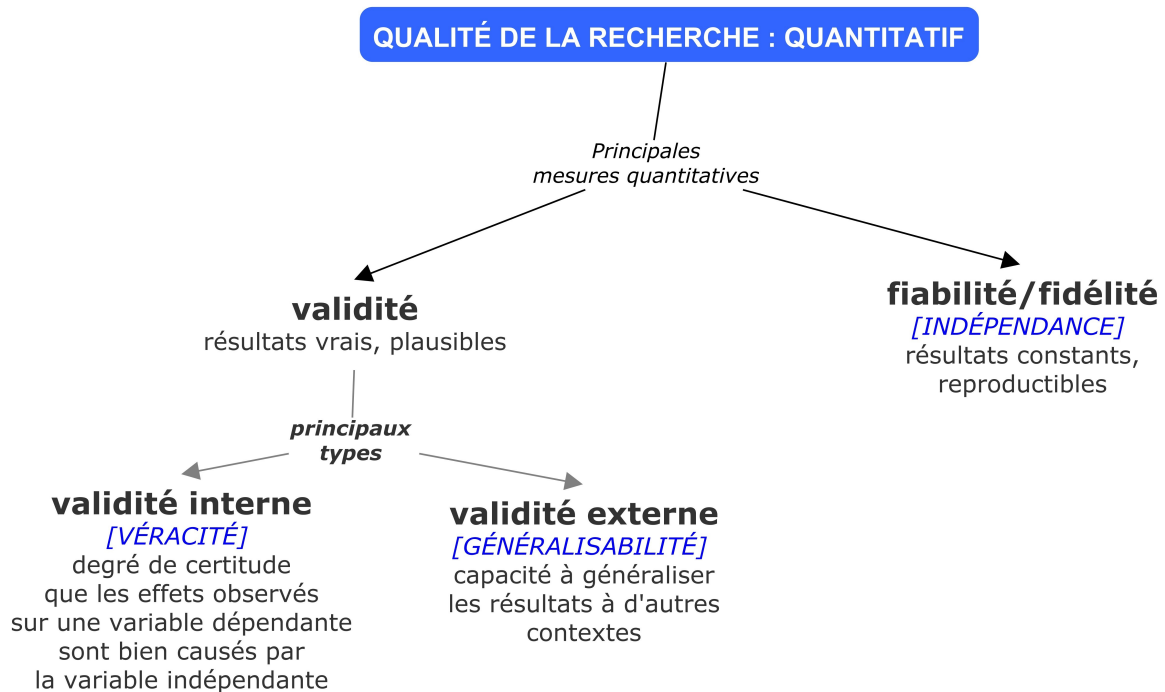 QUALITÉ DE LA RECHERCHE : QUANTITATIF
Principales
mesures quantitatives
validité
résultats vrais, plausibles
fiabilité/fidélité
[INDÉPENDANCE]
résultats constants,
reproductibles
principaux
types
validité interne
[VÉRACITÉ]
degré de certitude
que les effets observés
sur une variable dépendante
sont bien causés par
la variable indépendante
validité externe
[GÉNÉRALISABILITÉ]
capacité à généraliser
les résultats à d'autres
contextes